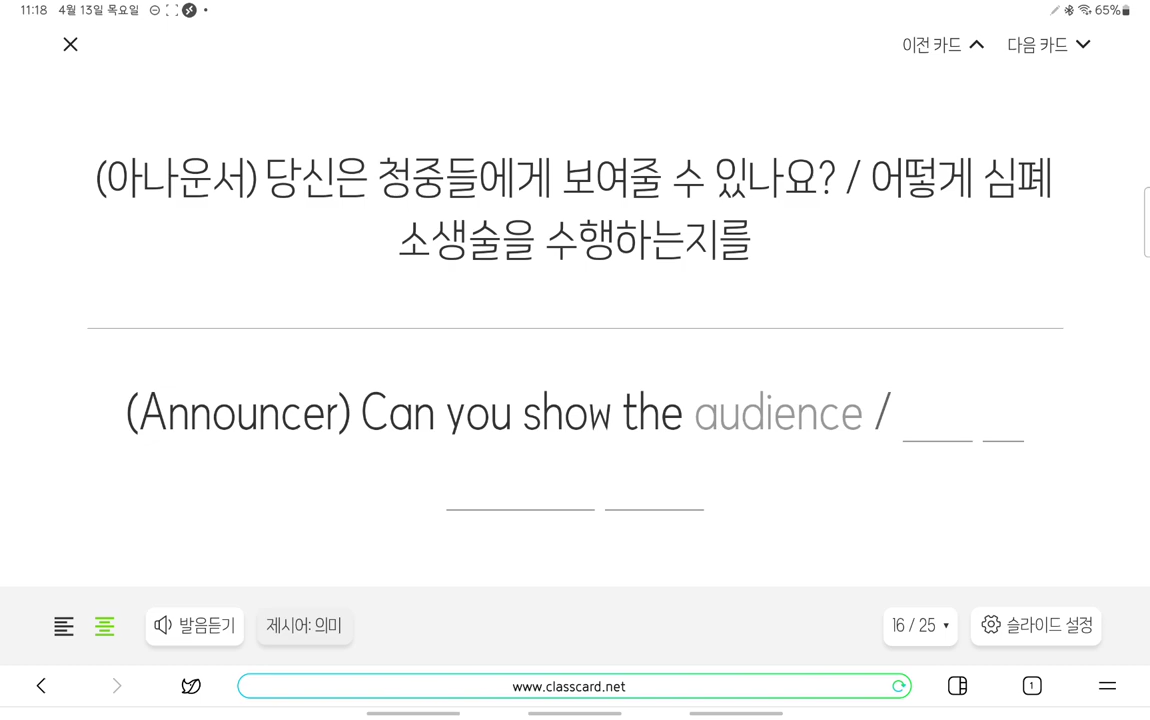 11:18 4월 13일 목요일 65%
이전 카드 다음 카드
(아나운서) 당신은 청중들에게 보여줄 수 있나요? / 어떻게 심폐
소생술을 수행하는지를
(Announcer) Can you show the audience /
발음듣기 제시어: 의미 16 / 25 슬라이드 설정
www.classcard.net 1